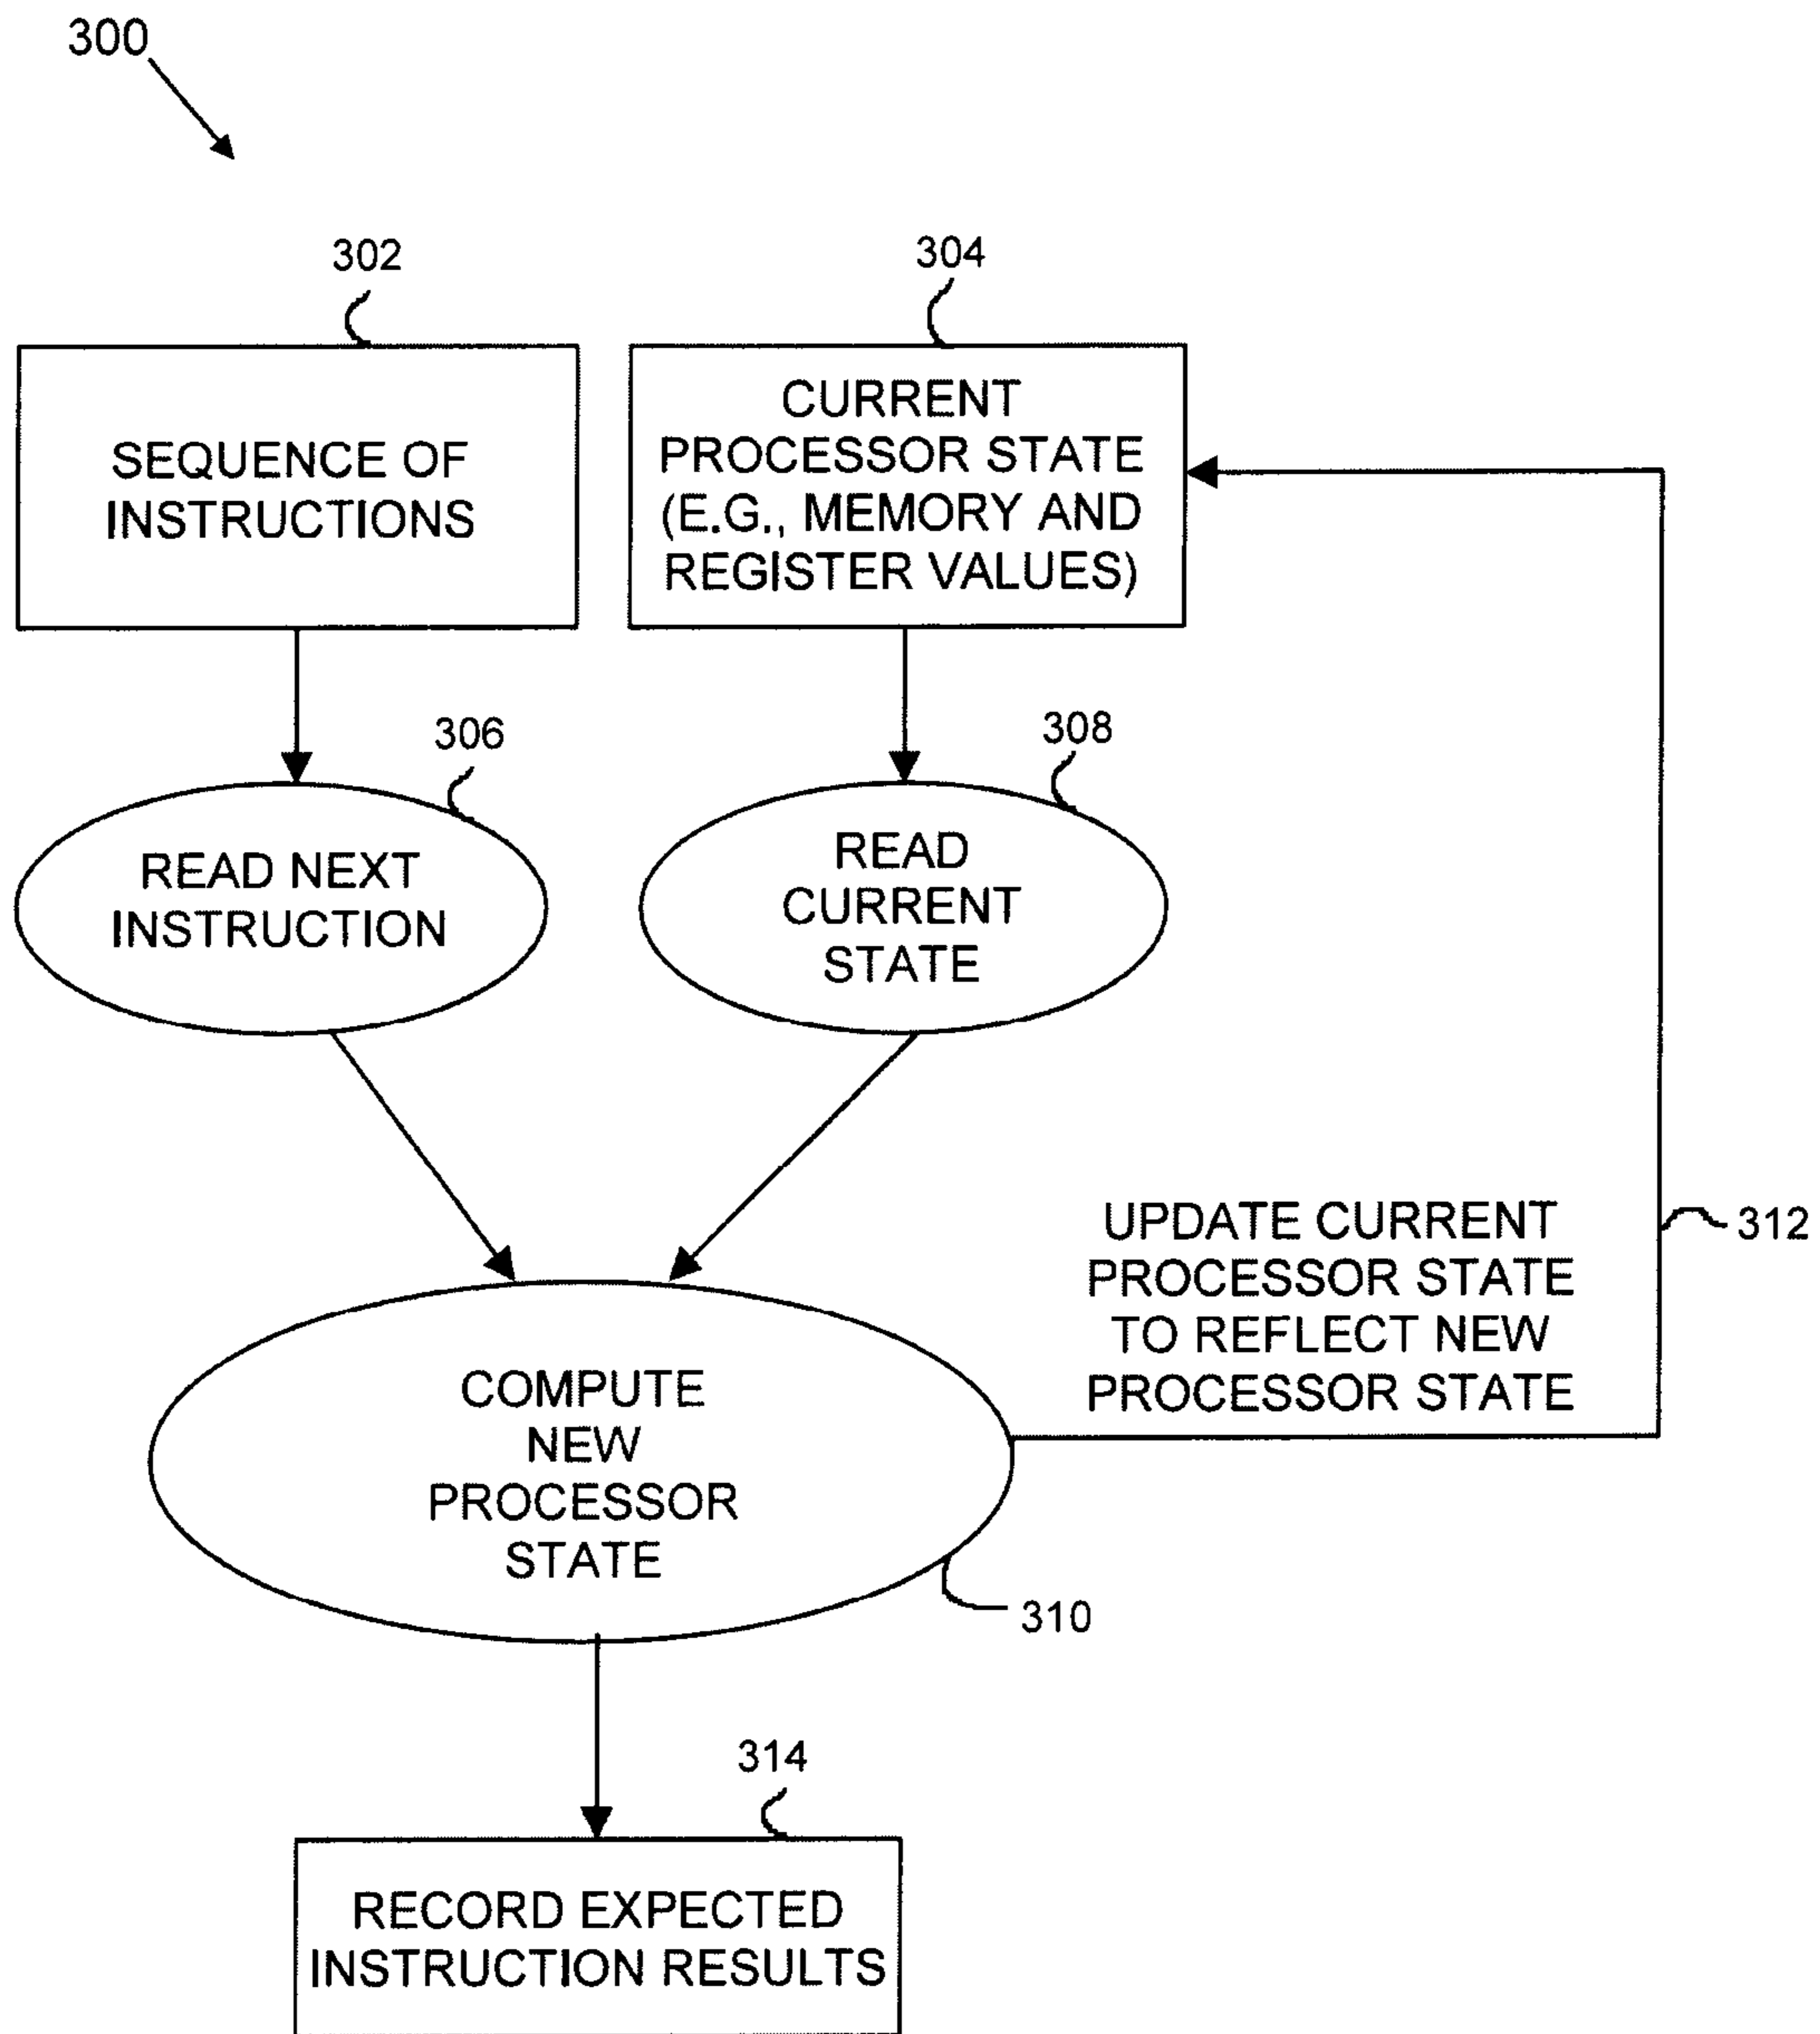 300
302
304
SEQUENCE OF
INSTRUCTIONS
CURRENT
PROCESSOR STATE
(E.G., MEMORY AND
REGISTER VALUES)
306
308
READ NEXT
INSTRUCTION
READ
CURRENT
STATE
UPDATE CURRENT
PROCESSOR STATE
TO REFLECT NEW
PROCESSOR STATE
312
COMPUTE
NEW
PROCESSOR
STATE
310
314
RECORD EXPECTED
INSTRUCTION RESULTS